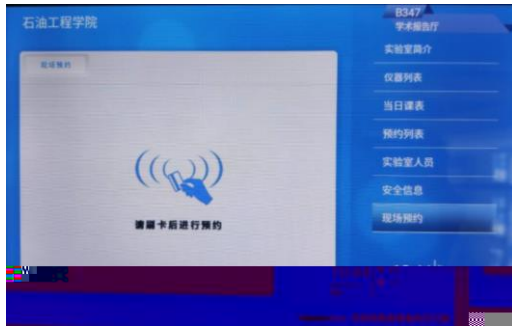 石油工程学院
B347
学术报告厅
现场预约
实验室简介
仪器列表
当日课表
预约列表
实验室人员
安全信息
现场预约
请刷卡后进行预约